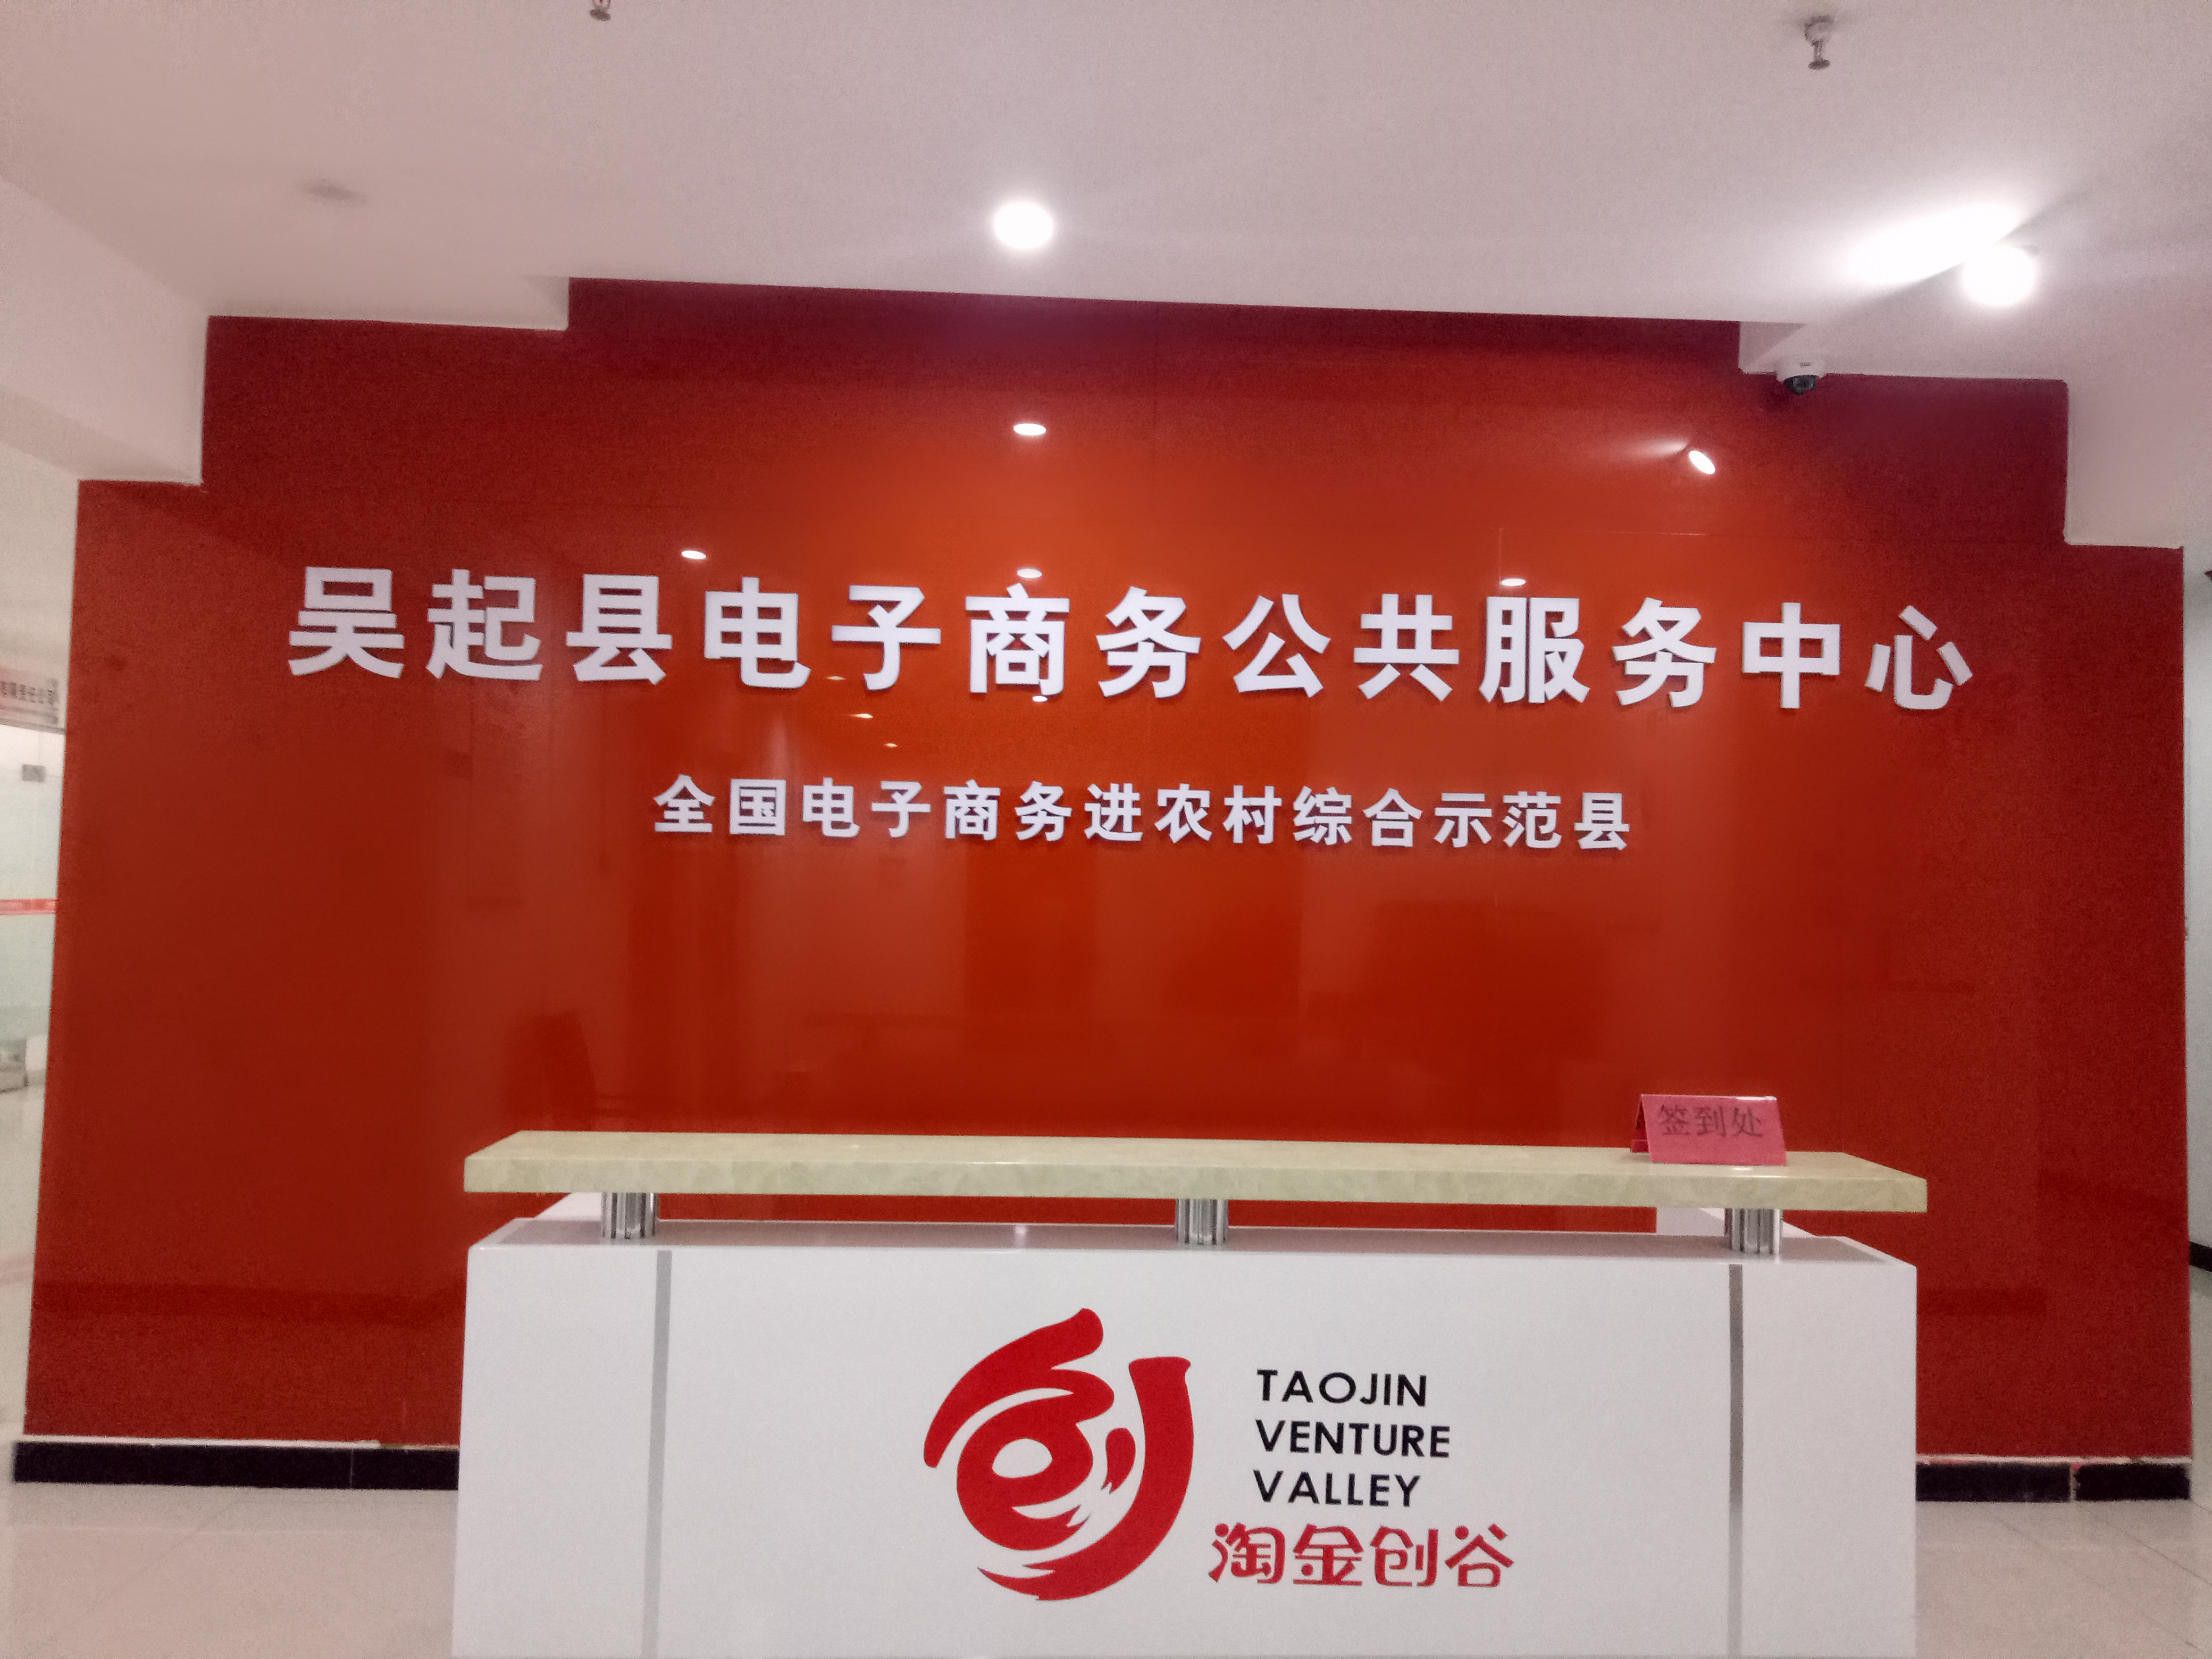 吴起县电子商务公共服务中心
全国电子商务进农村综合示范县
签到处
创
TAOJIN
VENTURE
VALLEY
淘金创谷